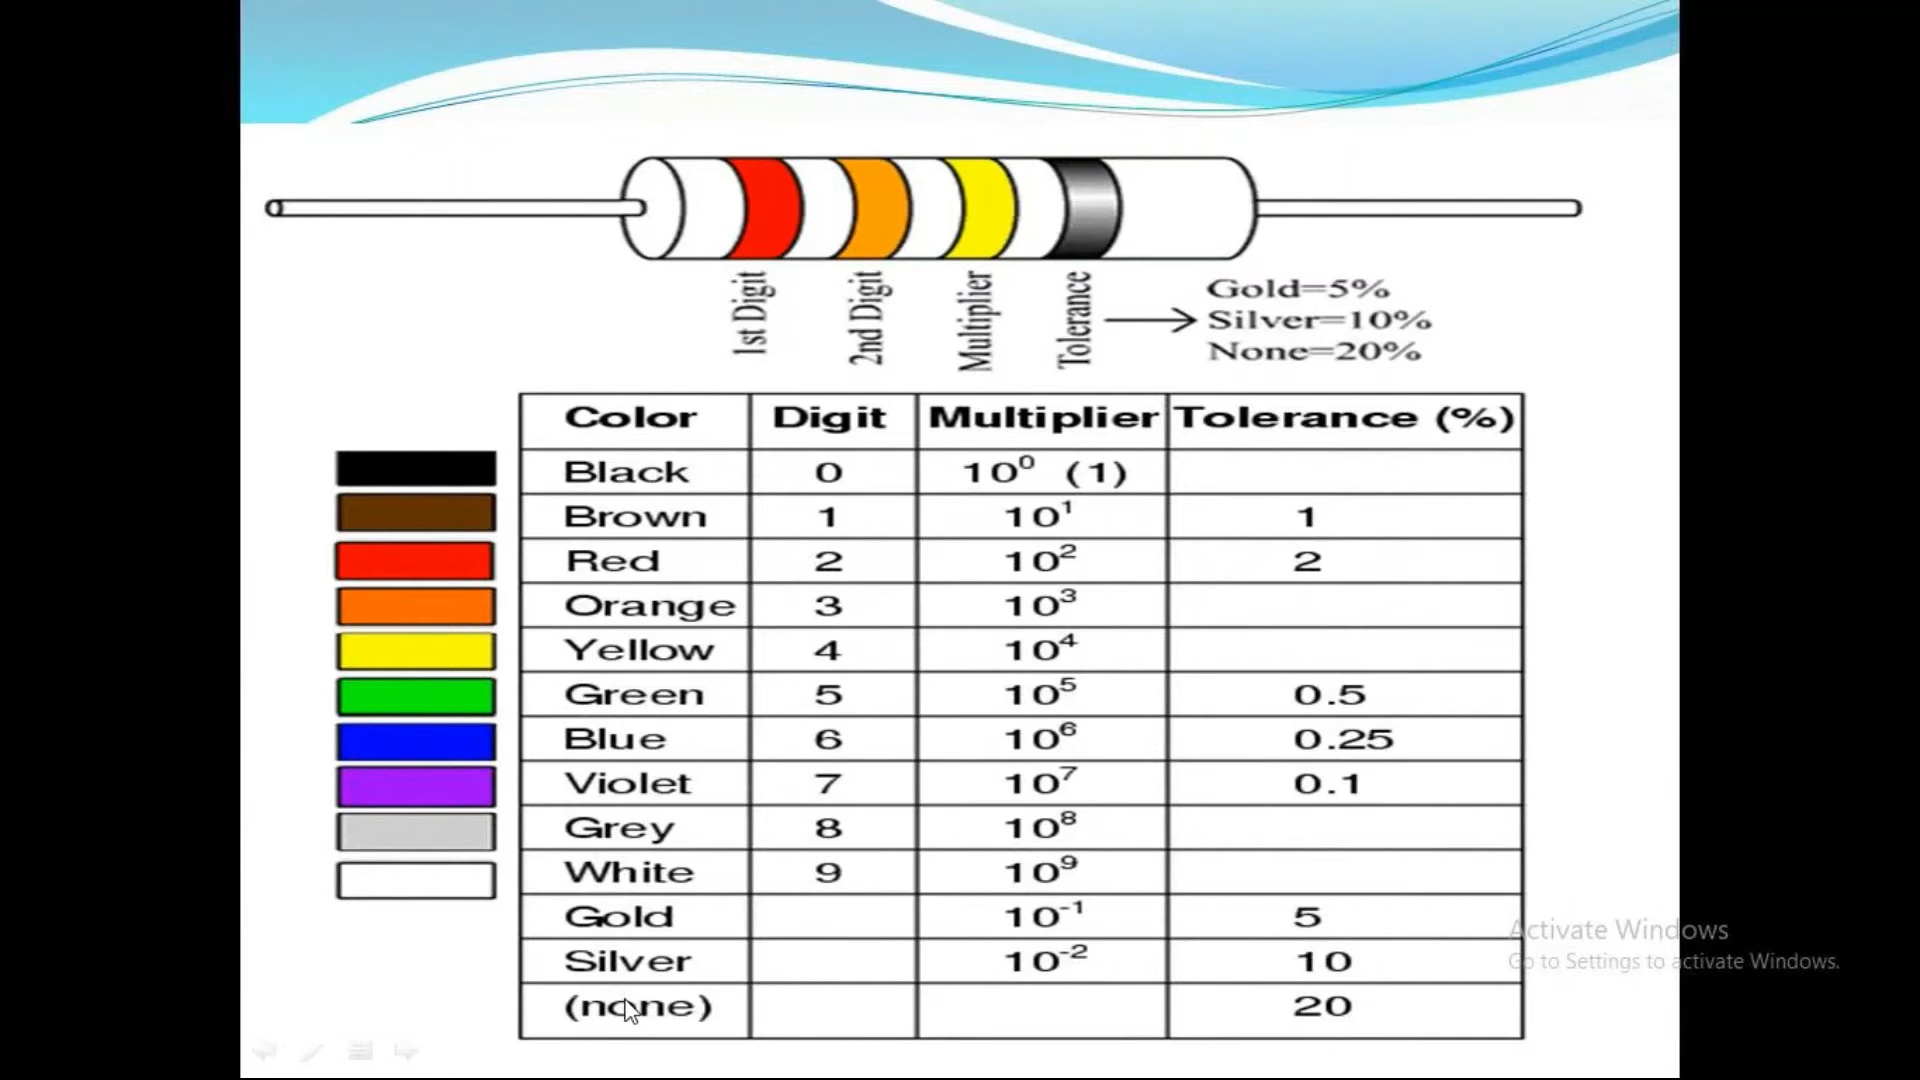 1st Digit
2nd Digit
Multiplier
Tolerance
Gold=5%
Silver=10%
None=20%
Color Digit Multiplier Tolerance (%)
Black 0 10⁰ (1)
Brown 1 10¹ 1
Red 2 10² 2
Orange 3 10³
Yellow 4 10⁴
Green 5 10⁵ 0.5
Blue 6 10⁶ 0.25
Violet 7 10⁷ 0.1
Grey 8 10⁸
White 9 10⁹
Gold 10⁻¹ 5
Silver 10⁻² 10
(none) 20
Activate Windows
Go to Settings to activate Windows.